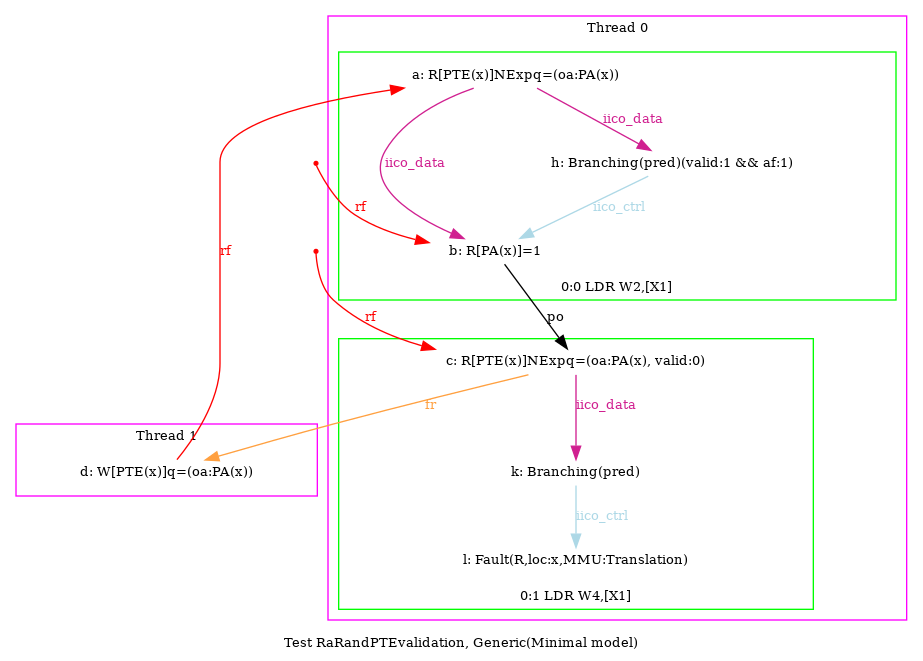 Thread 0
a: R[PTE(x)]NExpq=(oa:PA(x))
iico_data
iico_data
h: Branching(pred)(valid:1 && af:1)
rf
iico_ctrl
rf
b: R[PA(x)]=1
0:0 LDR W2,[X1]
rf
po
c: R[PTE(x)]NExpq=(oa:PA(x), valid:0)
fr
iico_data
Thread 1
d: W[PTE(x)]q=(oa:PA(x))
k: Branching(pred)
iico_ctrl
l: Fault(R,loc:x,MMU:Translation)
0:1 LDR W4,[X1]
Test RaRandPTEvalidation, Generic(Minimal model)